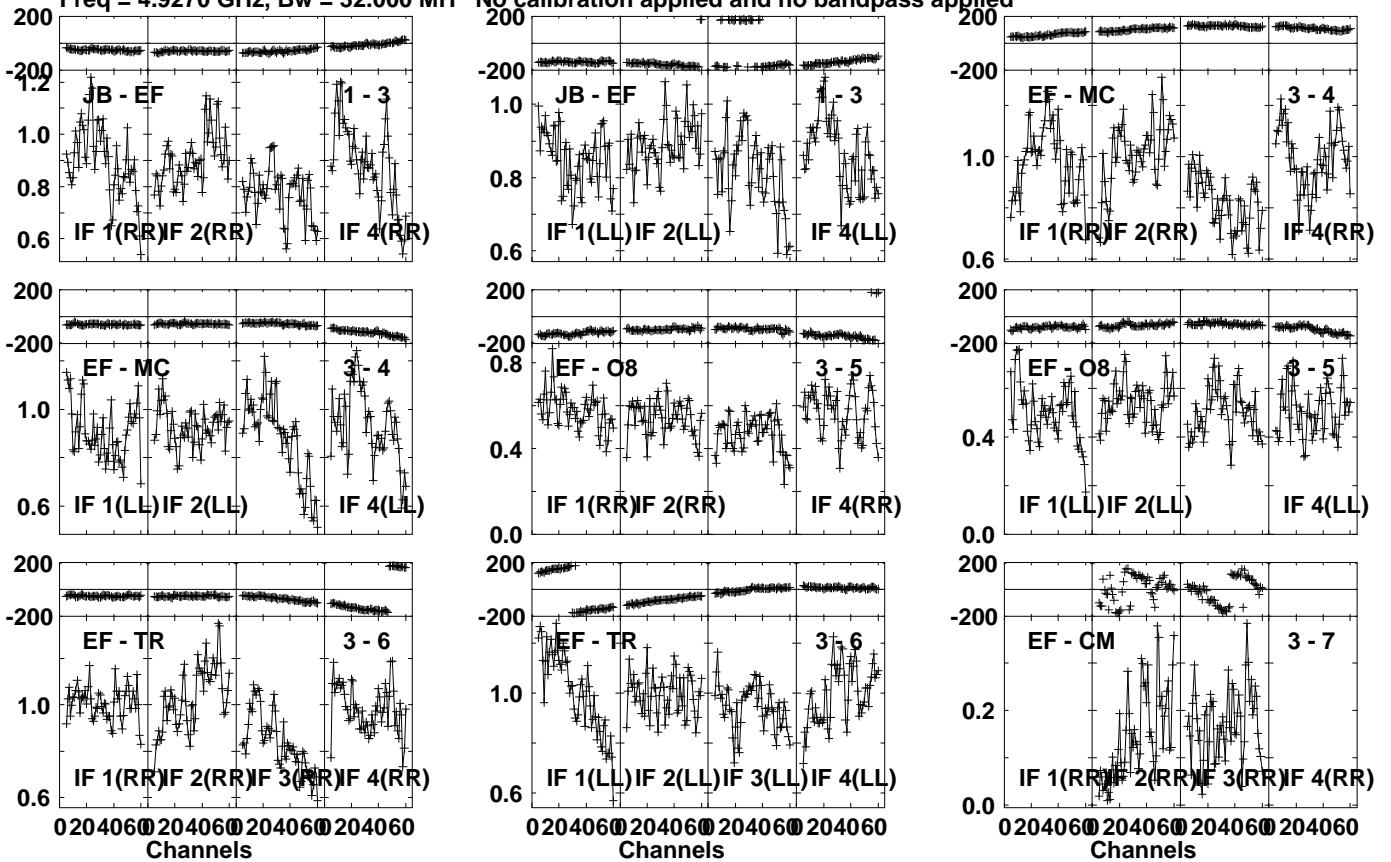 Freq = 4.9270 GHz, Bw = 32.000 MH No calibration applied and no bandpass applied
200
-200
1.2
1.0
0.8
0.6
JB - EF
1 - 3
IF 1(RR)
IF 2(RR)
IF 4(RR)
200
-200
1.0
0.8
0.6
JB - EF
1 - 3
IF 1(LL)
IF 2(LL)
IF 4(LL)
200
-200
1.0
0.6
EF - MC
3 - 4
IF 1(RR)
IF 2(RR)
IF 4(RR)
200
-200
1.0
0.6
EF - MC
3 - 4
IF 1(LL)
IF 2(LL)
IF 4(LL)
200
-200
0.8
0.4
0.0
EF - O8
3 - 5
IF 1(RR)
IF 2(RR)
IF 4(RR)
200
-200
0.4
0.0
EF - O8
3 - 5
IF 1(LL)
IF 2(LL)
IF 4(LL)
200
-200
1.0
0.6
EF - TR
3 - 6
IF 1(RR)
IF 2(RR)
IF 3(RR)
IF 4(RR)
0 20 40 60 0 20 40 60 0 20 40 60 0 20 40 60
Channels
200
-200
1.0
0.6
EF - TR
3 - 6
IF 1(LL)
IF 2(LL)
IF 3(LL)
IF 4(LL)
0 20 40 60 0 20 40 60 0 20 40 60 0 20 40 60
Channels
200
-200
0.2
0.0
EF - CM
3 - 7
IF 1(RR)
IF 2(RR)
IF 3(RR)
IF 4(RR)
0 20 40 60 0 20 40 60 0 20 40 60 0 20 40 60
Channels